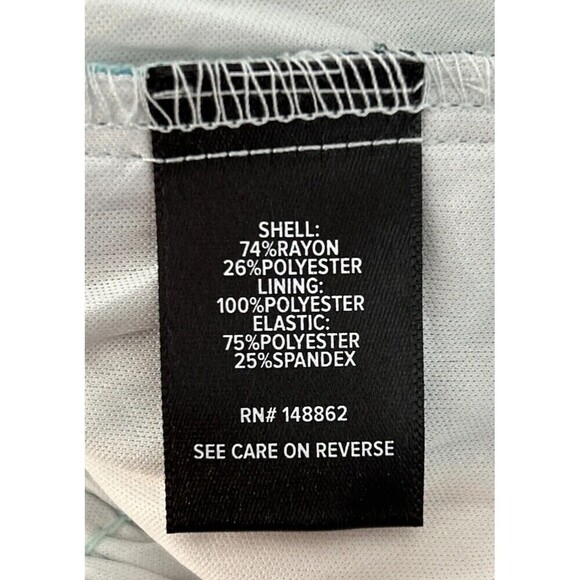 SHELL:
74%RAYON
26%POLYESTER
LINING:
100%POLYESTER
ELASTIC:
75%POLYESTER
25%SPANDEX
RN# 148862
SEE CARE ON REVERSE